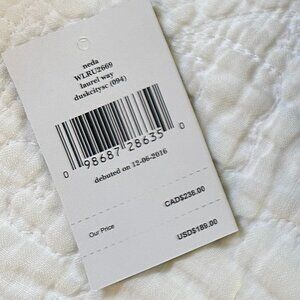 neda
WLRU2669
laurel way
duskcitysc (094)
0 98687 28635 0
debuted on 12-06-2016
CAD$238.00
Our Price
USD$189.00